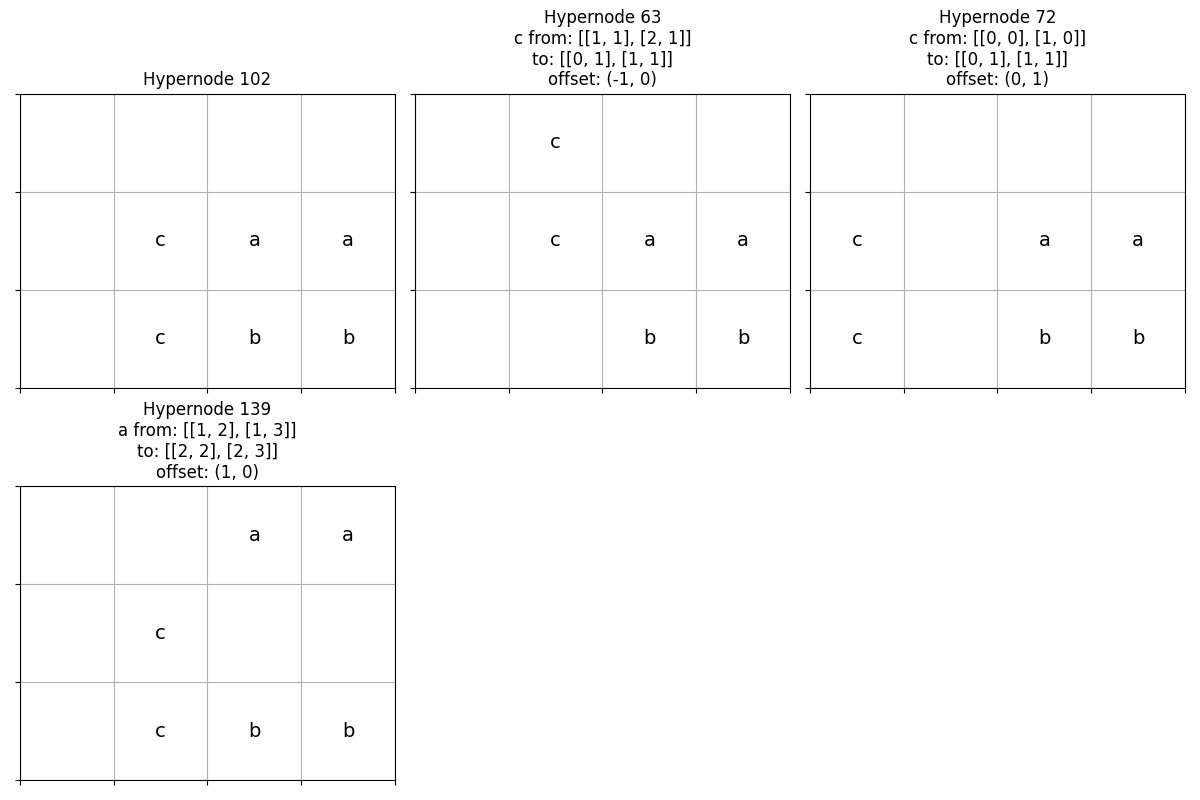 Hypernode 102
c a a
c b b
Hypernode 63
c from: [[1, 1], [2, 1]]
to: [[0, 1], [1, 1]]
offset: (-1, 0)
c
c a a
b b
Hypernode 72
c from: [[0, 0], [1, 0]]
to: [[0, 1], [1, 1]]
offset: (0, 1)
c a a
c b b
Hypernode 139
a from: [[1, 2], [1, 3]]
to: [[2, 2], [2, 3]]
offset: (1, 0)
a a
c
c b b